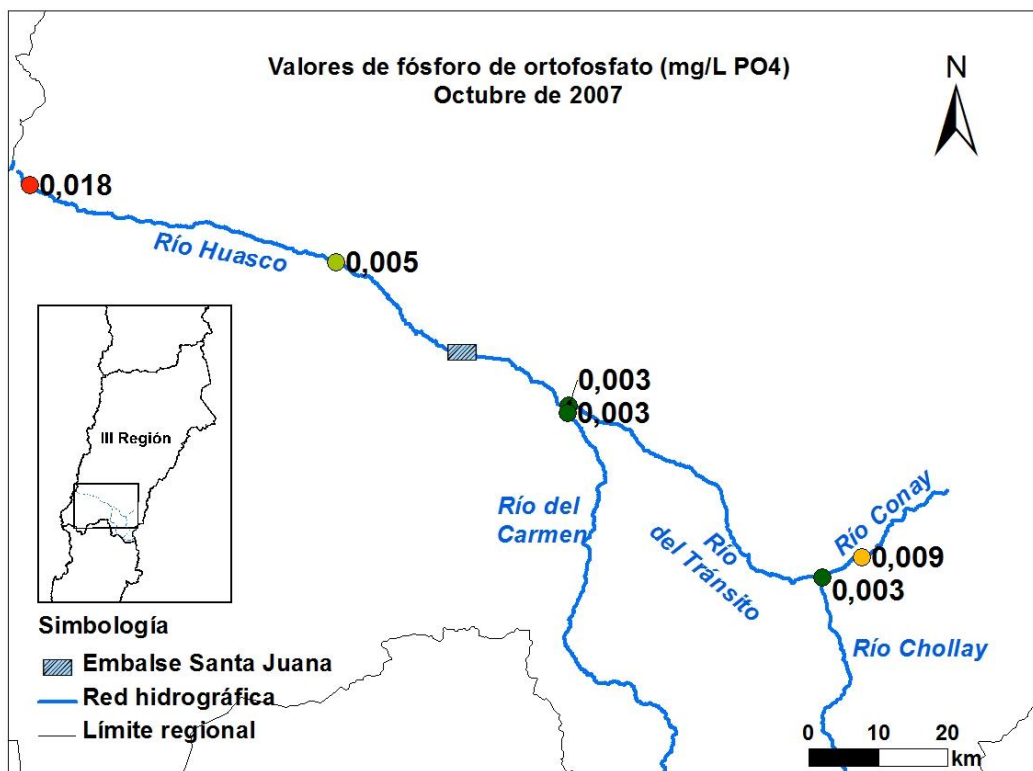 Valores de fósforo de ortofosfato (mg/L PO4)
Octubre de 2007
N
0,018
Río Huasco
0,005
0,003
0,003
III Región
Río del
Carmen
Río
del Tránsito
Río Conay
0,009
0,003
Río Chollay
Simbología
Embalse Santa Juana
Red hidrográfica
Límite regional
0 10 20
km